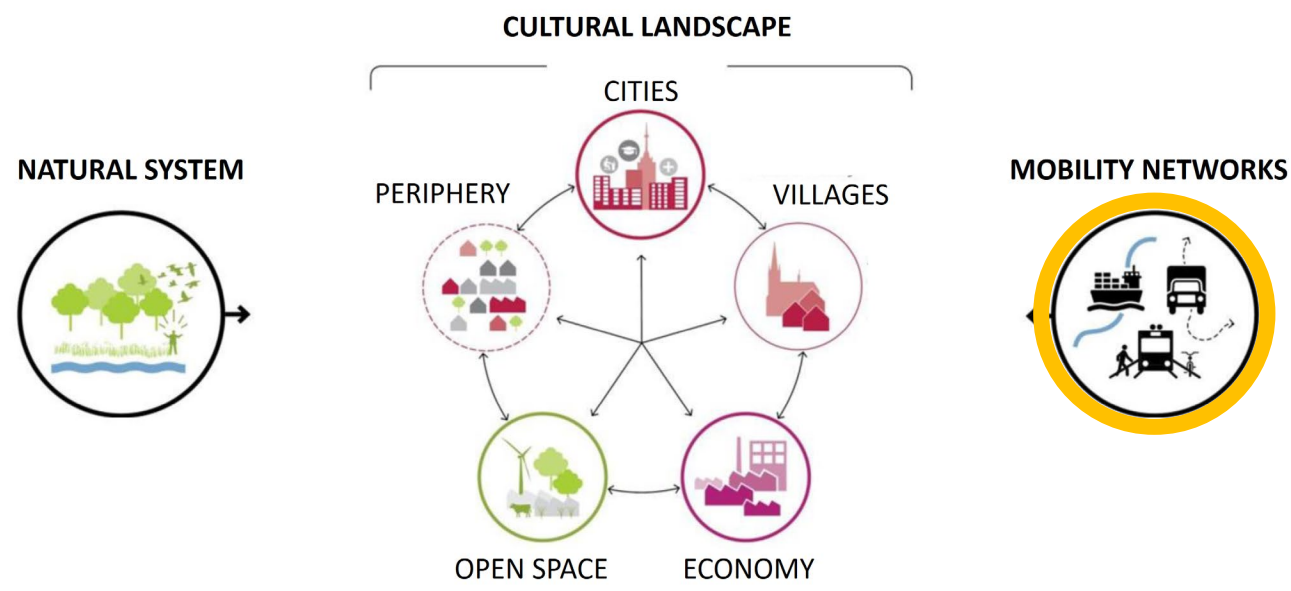 CULTURAL LANDSCAPE
CITIES
NATURAL SYSTEM
MOBILITY NETWORKS
PERIPHERY
VILLAGES
OPEN SPACE
ECONOMY